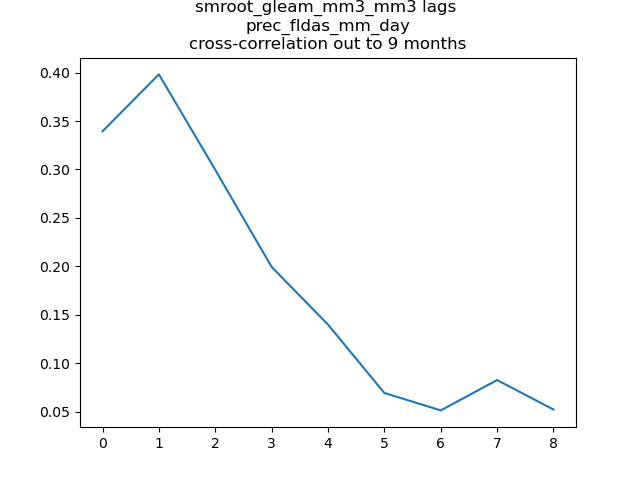 smroot_gleam_mm3_mm3 lags
prec_fldas_mm_day
cross-correlation out to 9 months
0.40
0.35
0.30
0.25
0.20
0.15
0.10
0.05
0 1 2 3 4 5 6 7 8